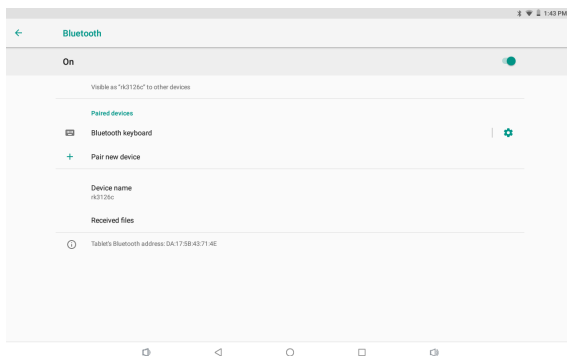 1:43 PM
Bluetooth
On
Visible as "rk3126c" to other devices
Paired devices
Bluetooth keyboard
Pair new device
Device name
rk3126c
Received files
Tablet's Bluetooth address: DA:17:5B:43:71:4E